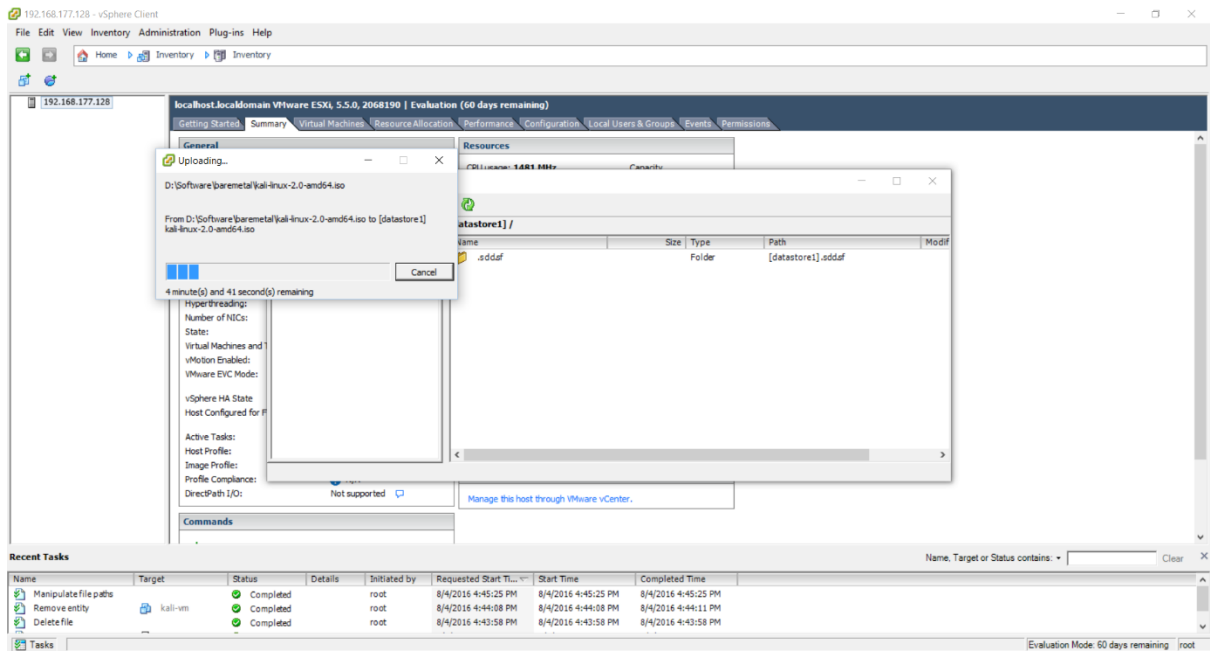 192.168.177.128 - vSphere Client
File Edit View Inventory Administration Plug-ins Help
Home Inventory Inventory
192.168.177.128
localhost.localdomain VMware ESXi, 5.5.0, 2068190 | Evaluation (60 days remaining)
Getting Started Summary Virtual Machines Resource Allocation Performance Configuration Local Users & Groups Events Permissions
General
Resources
CPU usage: 1481 MHz Capacity
Uploading...
D:\Software\baremetal\kali-linux-2.0-amd64.iso
From D:\Software\baremetal\kali-linux-2.0-amd64.iso to [datastore1]
kali-linux-2.0-amd64.iso
Cancel
4 minute(s) and 41 second(s) remaining
atastore1] /
Name Size Type Path Modif
.sdd.sf Folder [datastore1] .sdd.sf
Hyperthreading:
Number of NICs:
State:
Virtual Machines and T
vMotion Enabled:
VMware EVC Mode:
vSphere HA State
Host Configured for F
Active Tasks:
Host Profile:
Image Profile:
Profile Compliance:
DirectPath I/O: Not supported
Manage this host through VMware vCenter.
Commands
Recent Tasks
Name, Target or Status contains: Clear
Name Target Status Details Initiated by Requested Start Ti... Start Time Completed Time
Manipulate file paths Completed root 8/4/2016 4:45:25 PM 8/4/2016 4:45:25 PM 8/4/2016 4:45:25 PM
Remove entity kali-vm Completed root 8/4/2016 4:44:08 PM 8/4/2016 4:44:08 PM 8/4/2016 4:44:11 PM
Delete file Completed root 8/4/2016 4:43:58 PM 8/4/2016 4:43:58 PM 8/4/2016 4:43:58 PM
Tasks
Evaluation Mode: 60 days remaining root